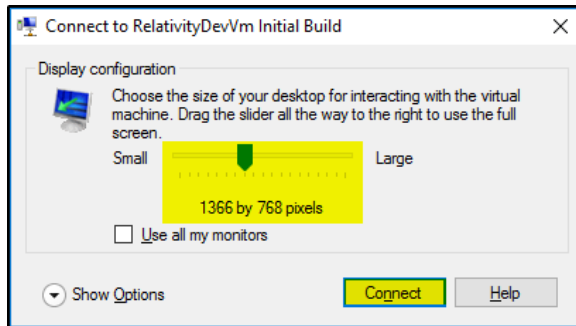 Connect to RelativityDevVm Initial Build
Display configuration
Choose the size of your desktop for interacting with the virtual
machine. Drag the slider all the way to the right to use the full
screen.
Small Large
1366 by 768 pixels
Use all my monitors
Show Options Connect Help